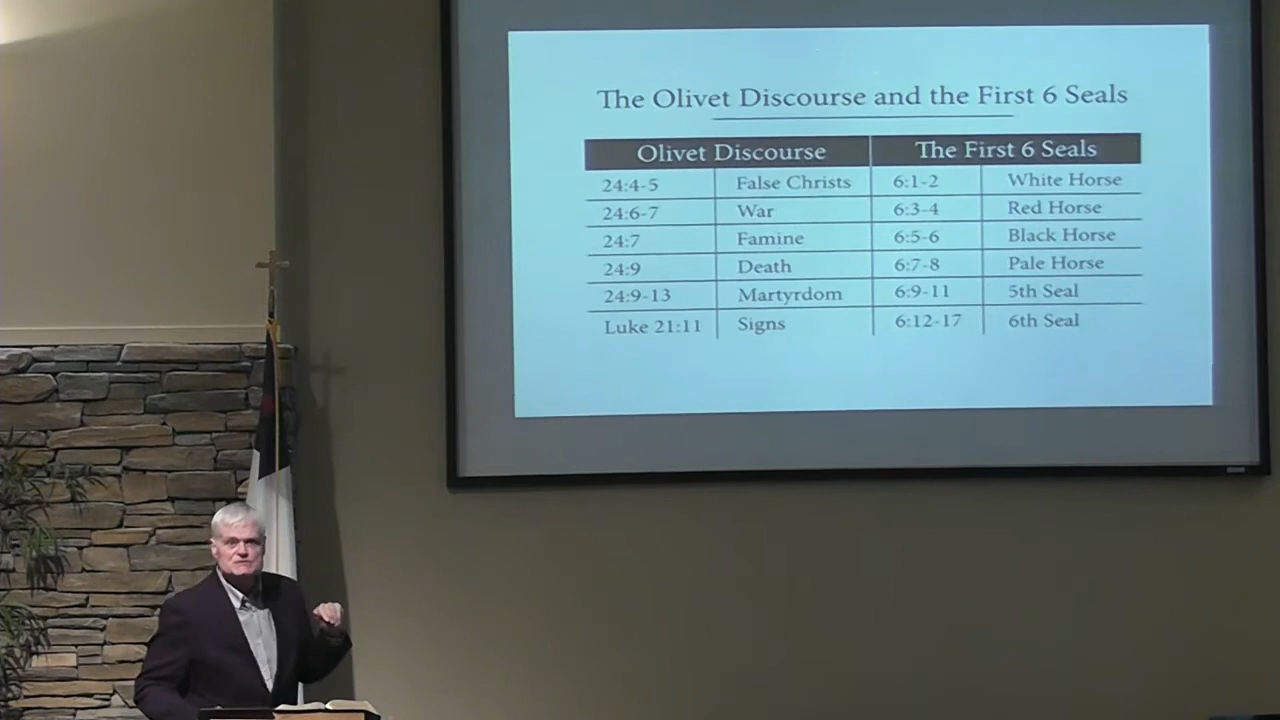 The Olivet Discourse and the First 6 Seals
Olivet Discourse The First 6 Seals
24:4-5 False Christs 6:1-2 White Horse
24:6-7 War 6:3-4 Red Horse
24:7 Famine 6:5-6 Black Horse
24:9 Death 6:7-8 Pale Horse
24:9-13 Martyrdom 6:9-11 5th Seal
Luke 21:11 Signs 6:12-17 6th Seal